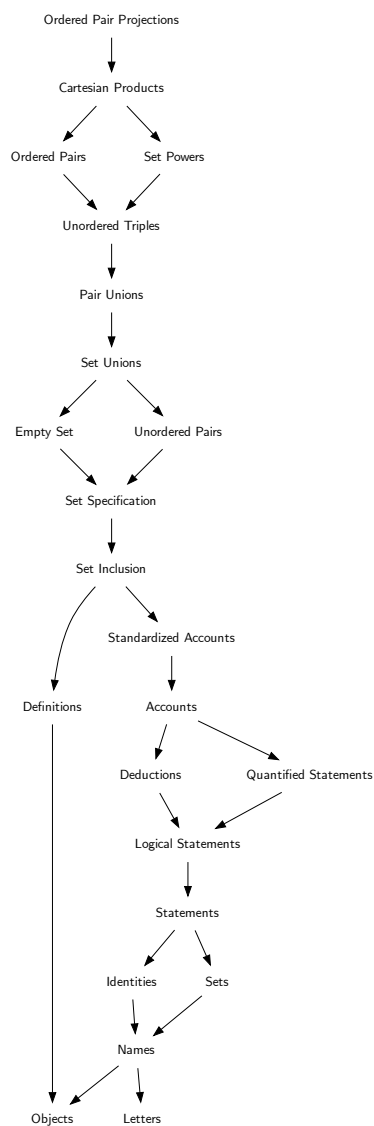 Ordered Pair Projections
Cartesian Products
Ordered Pairs
Set Powers
Unordered Triples
Pair Unions
Set Unions
Empty Set
Unordered Pairs
Set Specification
Set Inclusion
Standardized Accounts
Definitions
Accounts
Deductions
Quantified Statements
Logical Statements
Statements
Identities
Sets
Names
Objects
Letters